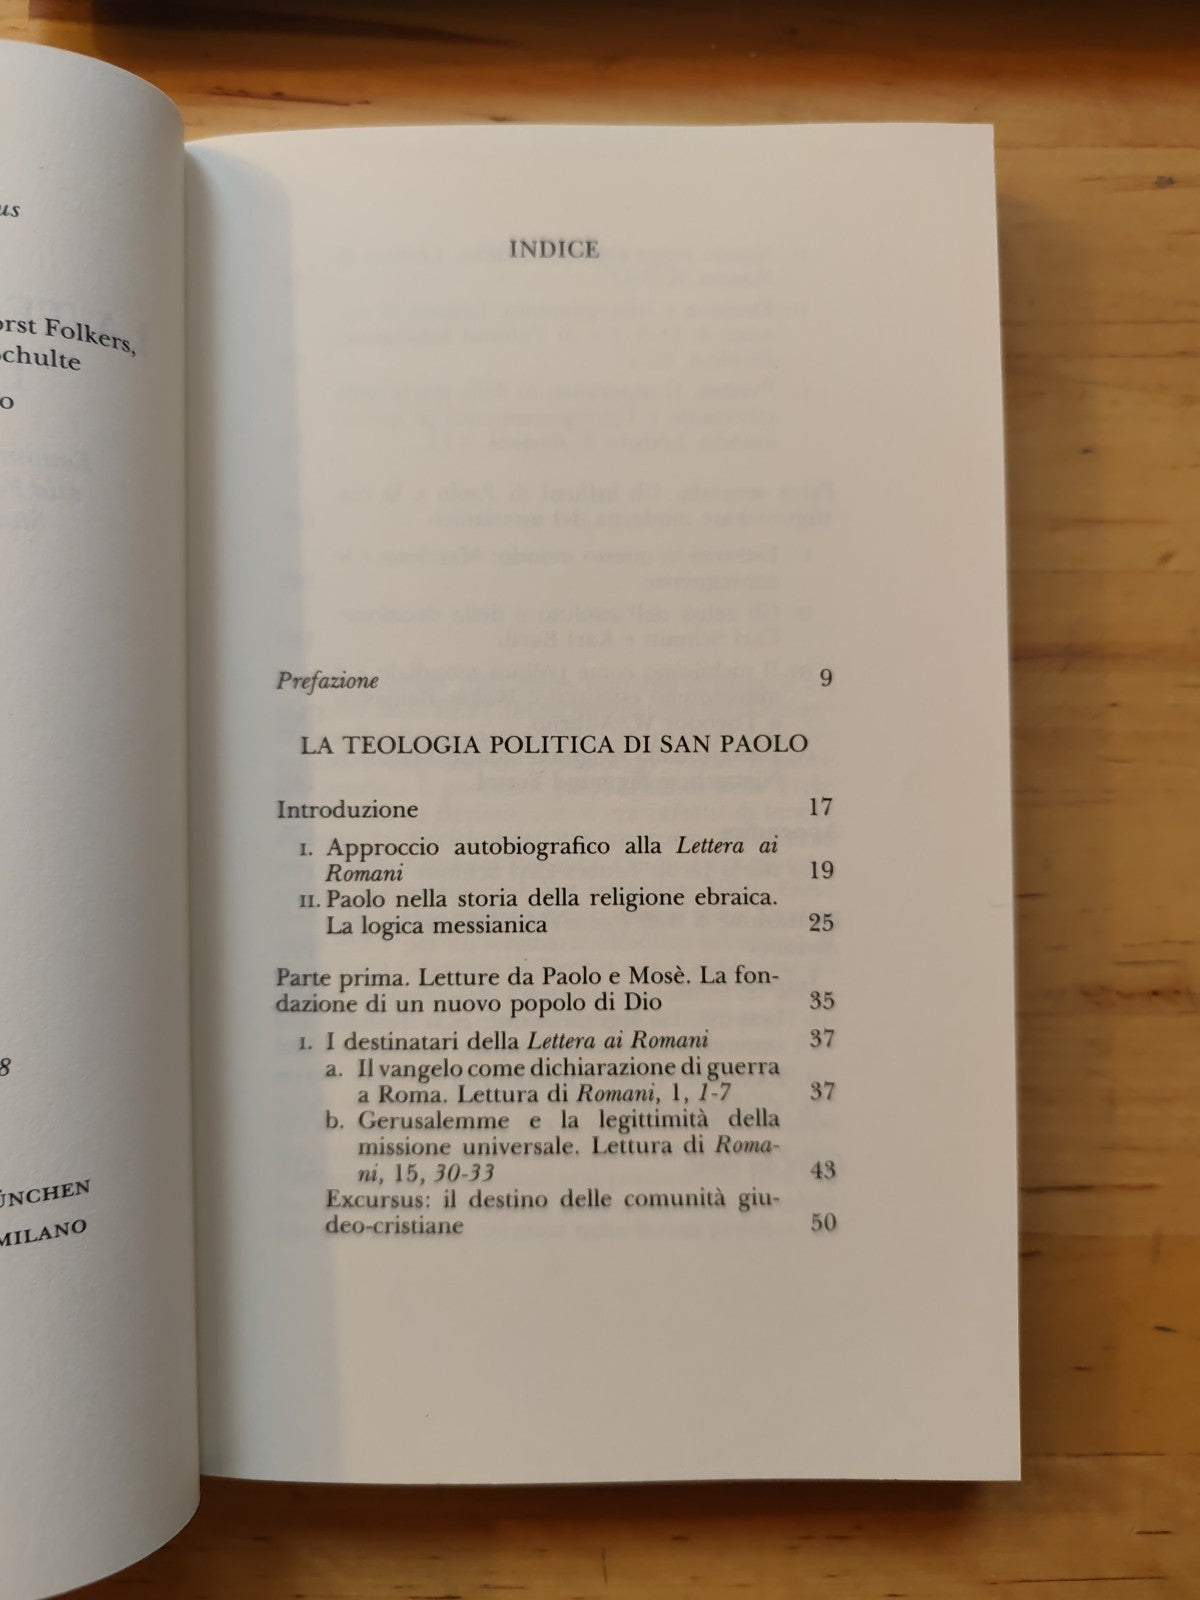 us
orst Folkers,
chulte
o
8
ÜNCHEN
MILANO
INDICE
Prefazione 9
LA TEOLOGIA POLITICA DI SAN PAOLO
Introduzione 17
I. Approccio autobiografico alla Lettera ai
Romani 19
II. Paolo nella storia della religione ebraica.
La logica messianica 25
Parte prima. Letture da Paolo e Mosè. La fon-
dazione di un nuovo popolo di Dio 35
I. I destinatari della Lettera ai Romani 37
a. Il vangelo come dichiarazione di guerra
a Roma. Lettura di Romani, 1, 1-7 37
b. Gerusalemme e la legittimità della
missione universale. Lettura di Roma-
ni, 15, 30-33 43
Excursus: il destino delle comunità giu-
deo-cristiane 50